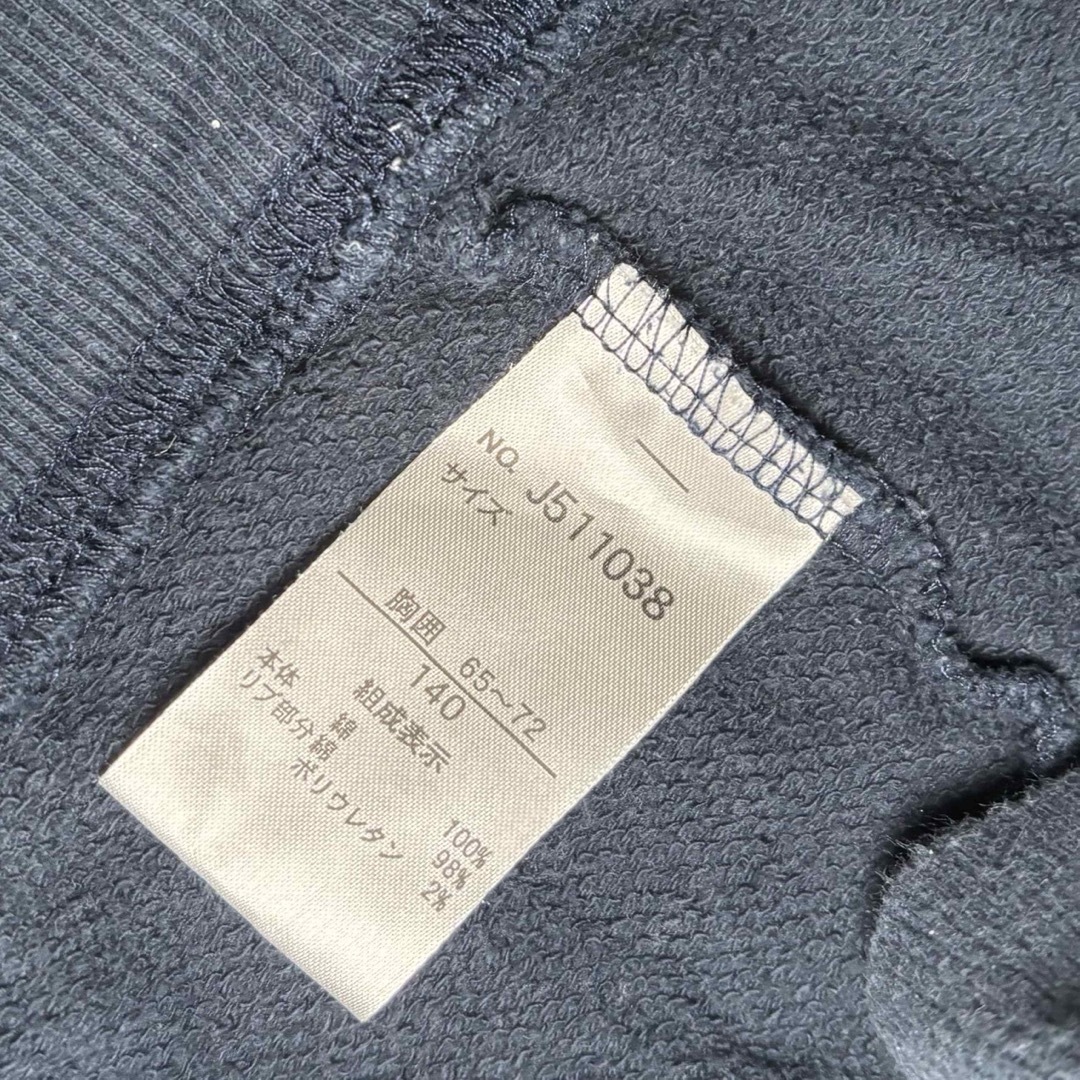 NO. J511038
サイズ
胸囲 65～72
140
組成表示
本体 綿 100%
リブ部分綿 98%
ポリウレタン 2%